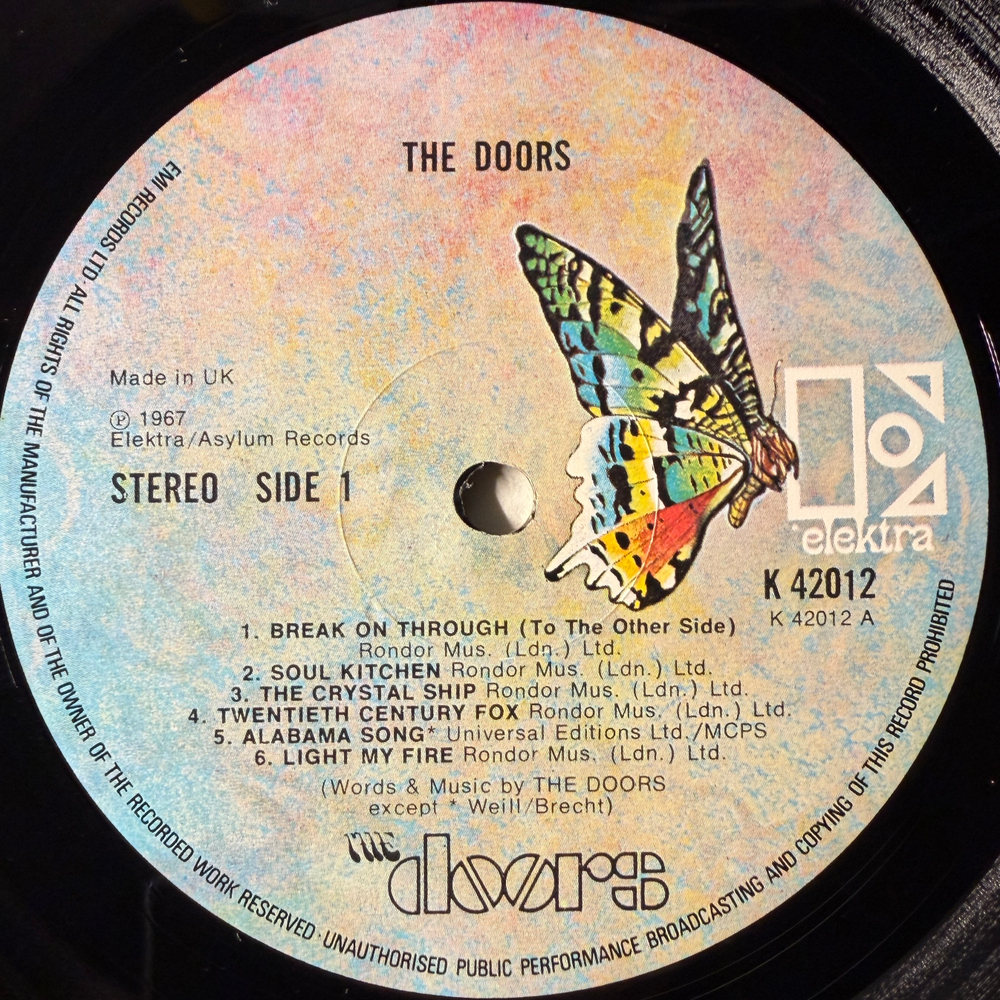 THE DOORS
EMI RECORDS LTD · ALL RIGHTS OF THE MANUFACTURER AND OF THE OWNER OF THE RECORDED WORK RESERVED · UNAUTHORISED PUBLIC PERFORMANCE BROADCASTING AND COPYING OF THIS RECORD PROHIBITED
Made in UK
℗ 1967
Elektra/Asylum Records
STEREO SIDE 1
elektra
K 42012
K 42012 A
1. BREAK ON THROUGH (To The Other Side)
Rondor Mus. (Ldn.) Ltd.
2. SOUL KITCHEN Rondor Mus. (Ldn.) Ltd.
3. THE CRYSTAL SHIP Rondor Mus. (Ldn.) Ltd.
4. TWENTIETH CENTURY FOX Rondor Mus. (Ldn.) Ltd.
5. ALABAMA SONG* Universal Editions Ltd./MCPS
6. LIGHT MY FIRE Rondor Mus. (Ldn.) Ltd.
(Words & Music by THE DOORS
except * Weill/Brecht)
THE doors